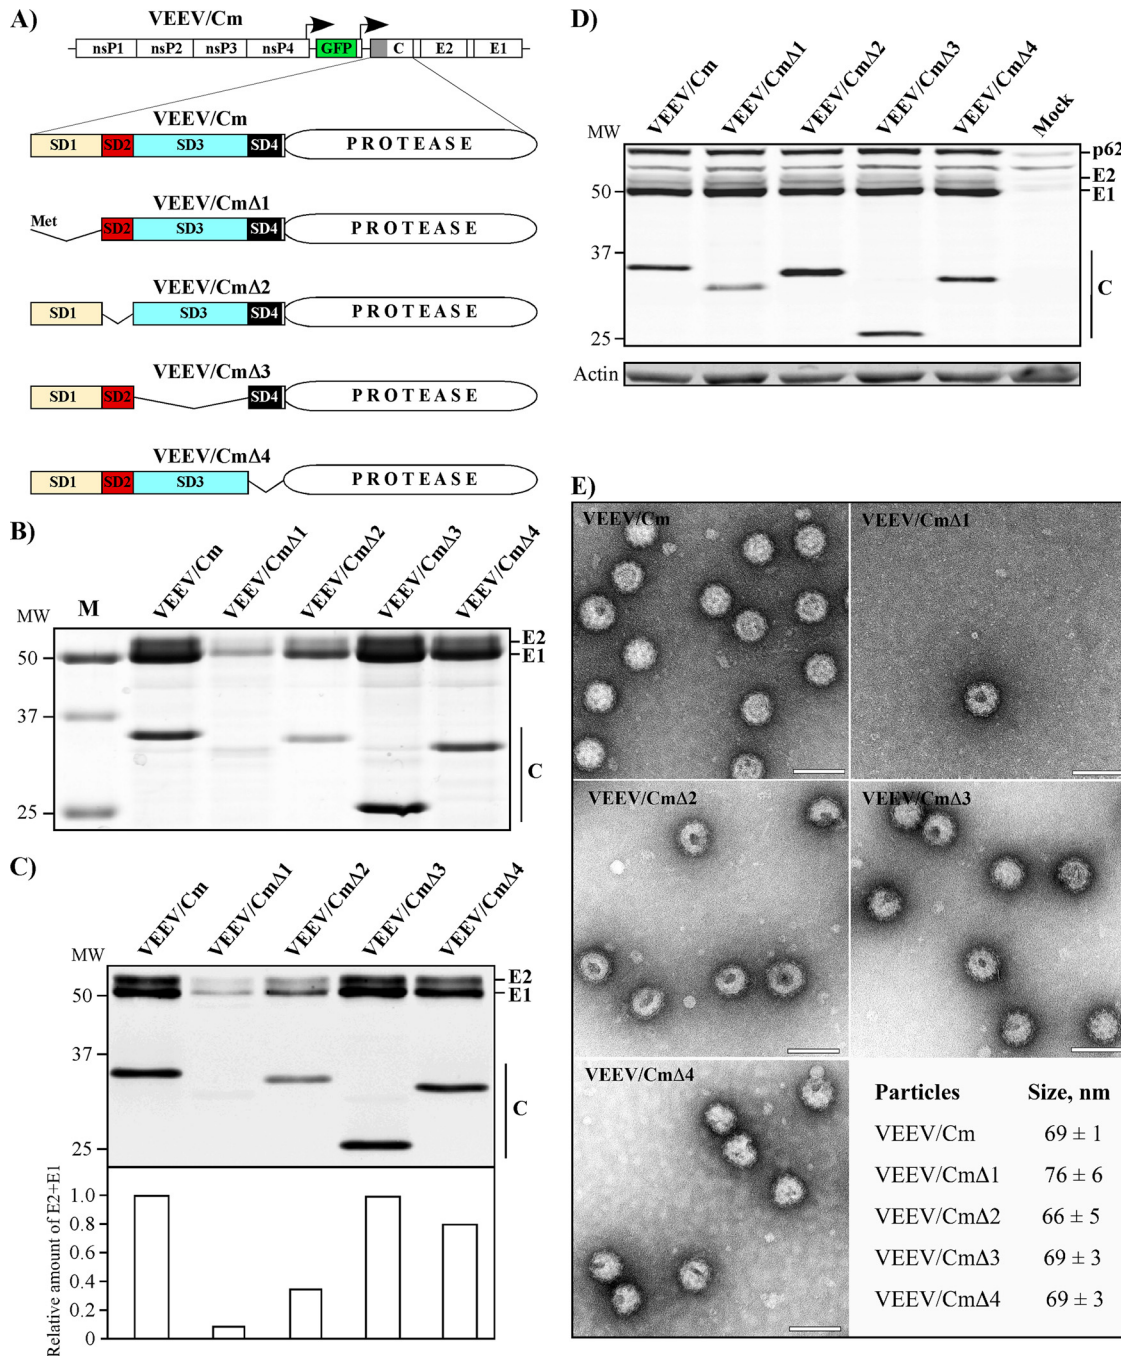 A)
VEEV/Cm
nsP1 nsP2 nsP3 nsP4 GFP C E2 E1
VEEV/Cm
SD1 SD2 SD3 SD4 PROTEASE
VEEV/CmΔ1
Met SD2 SD3 SD4 PROTEASE
VEEV/CmΔ2
SD1 SD3 SD4 PROTEASE
VEEV/CmΔ3
SD1 SD2 SD4 PROTEASE
VEEV/CmΔ4
SD1 SD2 SD3 PROTEASE
B)
MW M VEEV/Cm VEEV/CmΔ1 VEEV/CmΔ2 VEEV/CmΔ3 VEEV/CmΔ4
E2
50 E1
37
C
25
C)
MW VEEV/Cm VEEV/CmΔ1 VEEV/CmΔ2 VEEV/CmΔ3 VEEV/CmΔ4
E2
50 E1
37
C
25
Relative amount of E2+E1
1.0
0.8
0.6
0.4
0.2
0
D)
MW VEEV/Cm VEEV/CmΔ1 VEEV/CmΔ2 VEEV/CmΔ3 VEEV/CmΔ4 Mock
p62
E2
50 E1
37
C
25
Actin
E)
VEEV/Cm VEEV/CmΔ1
VEEV/CmΔ2 VEEV/CmΔ3
VEEV/CmΔ4
Particles Size, nm
VEEV/Cm 69 ± 1
VEEV/CmΔ1 76 ± 6
VEEV/CmΔ2 66 ± 5
VEEV/CmΔ3 69 ± 3
VEEV/CmΔ4 69 ± 3